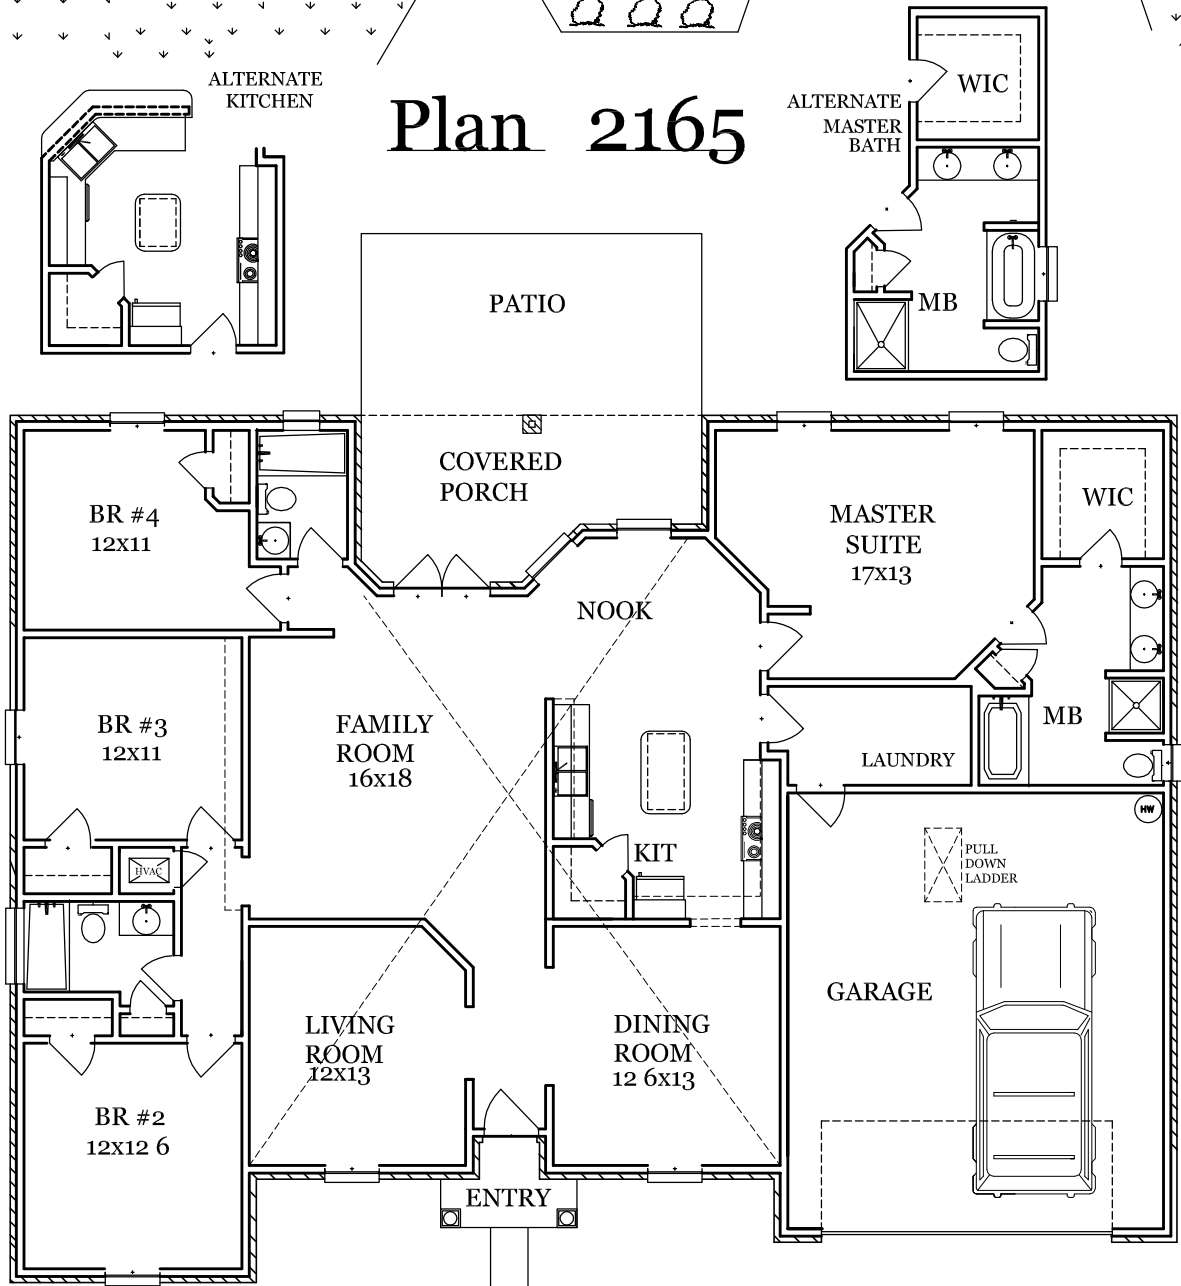 ALTERNATE
KITCHEN
Plan 2165
WIC
ALTERNATE
MASTER
BATH
MB
PATIO
COVERED
PORCH
BR #4
12x11
MASTER
SUITE
17x13
WIC
NOOK
BR #3
12x11
FAMILY
ROOM
16x18
MB
LAUNDRY
HW
KIT
PULL
DOWN
LADDER
HVAC
GARAGE
LIVING
ROOM
12x13
DINING
ROOM
12 6x13
BR #2
12x12 6
ENTRY